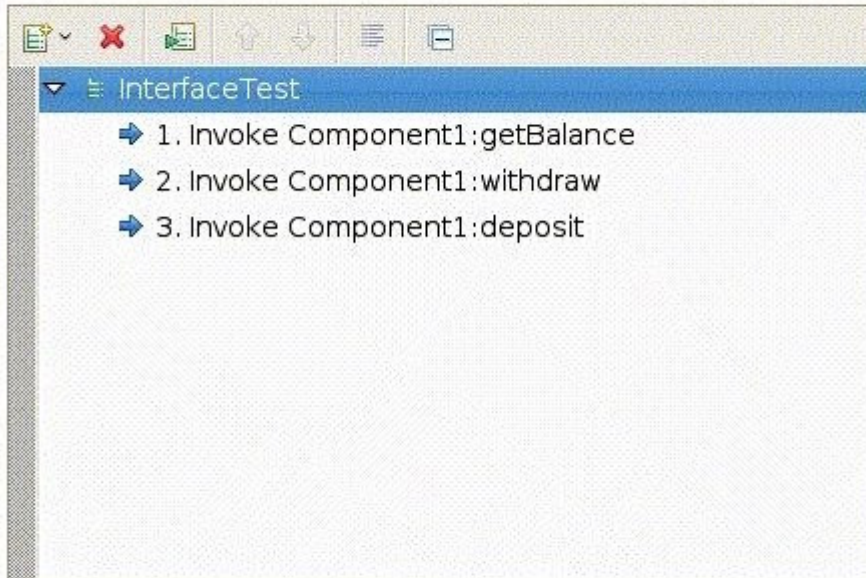 InterfaceTest
1. Invoke Component1:getBalance
2. Invoke Component1:withdraw
3. Invoke Component1:deposit